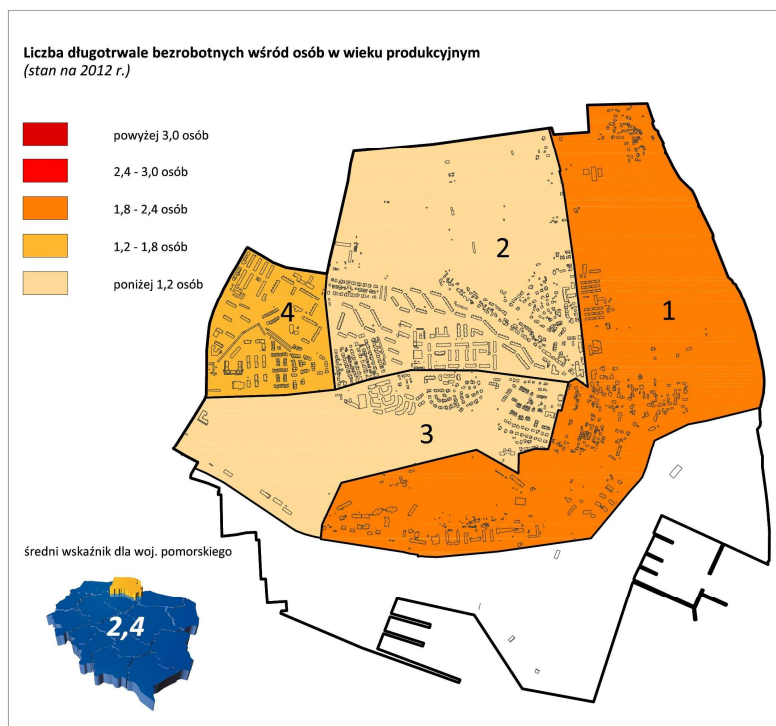 Liczba długotrwale bezrobotnych wśród osób w wieku produkcyjnym
(stan na 2012 r.)
powyżej 3,0 osób
2,4 - 3,0 osób
1,8 - 2,4 osób
1,2 - 1,8 osób
poniżej 1,2 osób
2
4
1
3
średni wskaźnik dla woj. pomorskiego
2,4